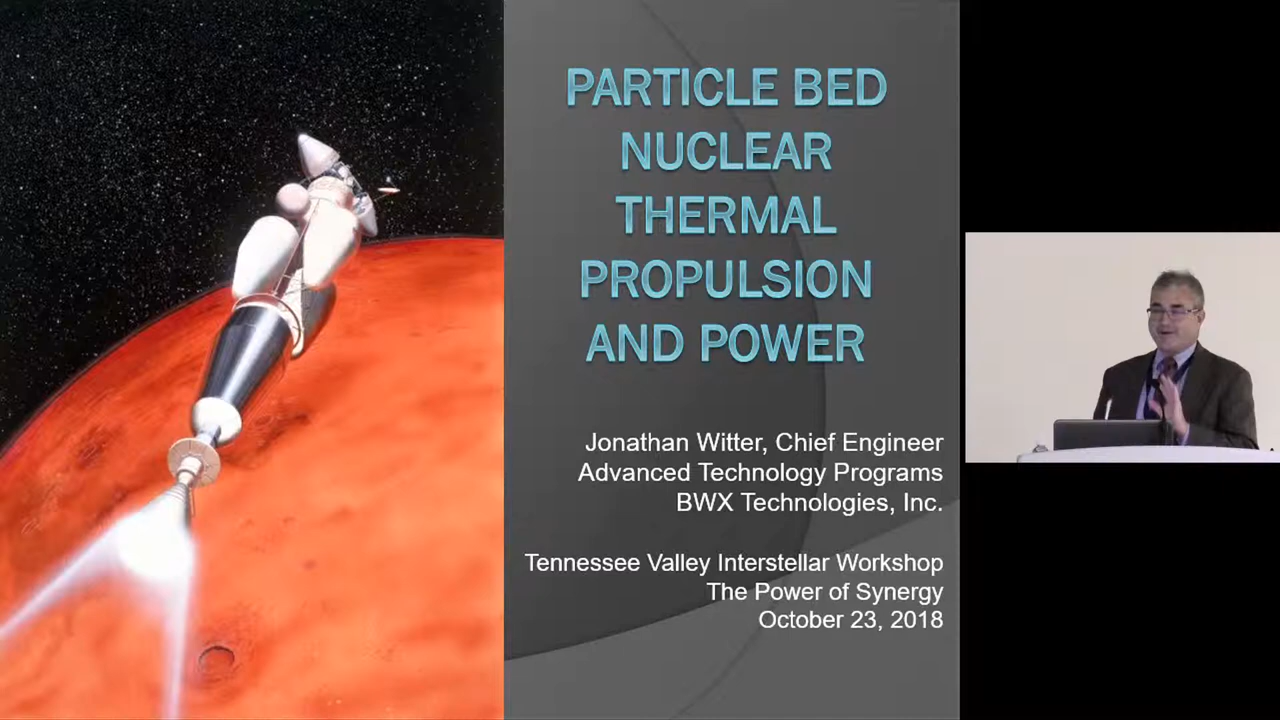 PARTICLE BED
NUCLEAR
THERMAL
PROPULSION
AND POWER
Jonathan Witter, Chief Engineer
Advanced Technology Programs
BWX Technologies, Inc.
Tennessee Valley Interstellar Workshop
The Power of Synergy
October 23, 2018